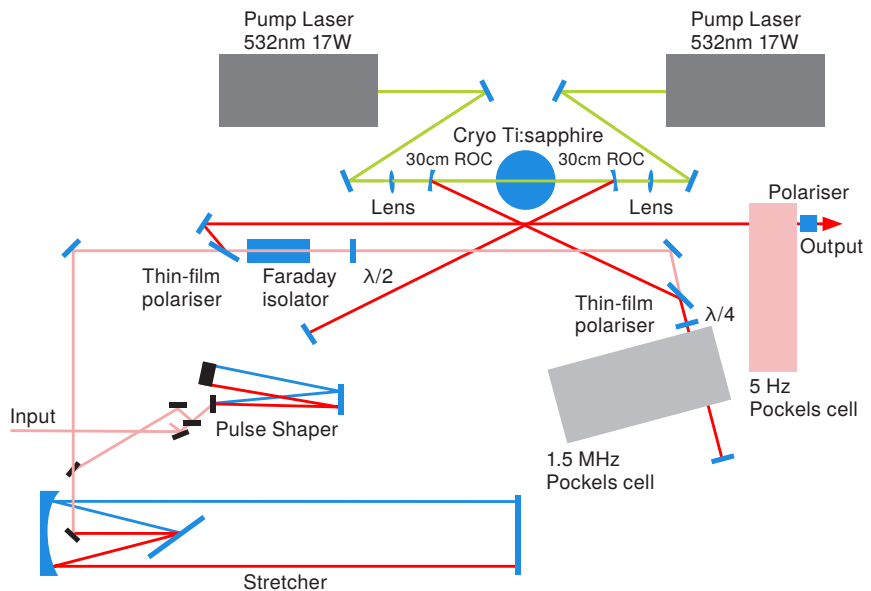 Pump Laser
532nm 17W
Pump Laser
532nm 17W
Cryo Ti:sapphire
30cm ROC
30cm ROC
Lens
Lens
Polariser
Output
Thin-film
polariser
Faraday
isolator
λ/2
Thin-film
polariser
λ/4
5 Hz
Pockels cell
Input
Pulse Shaper
1.5 MHz
Pockels cell
Stretcher